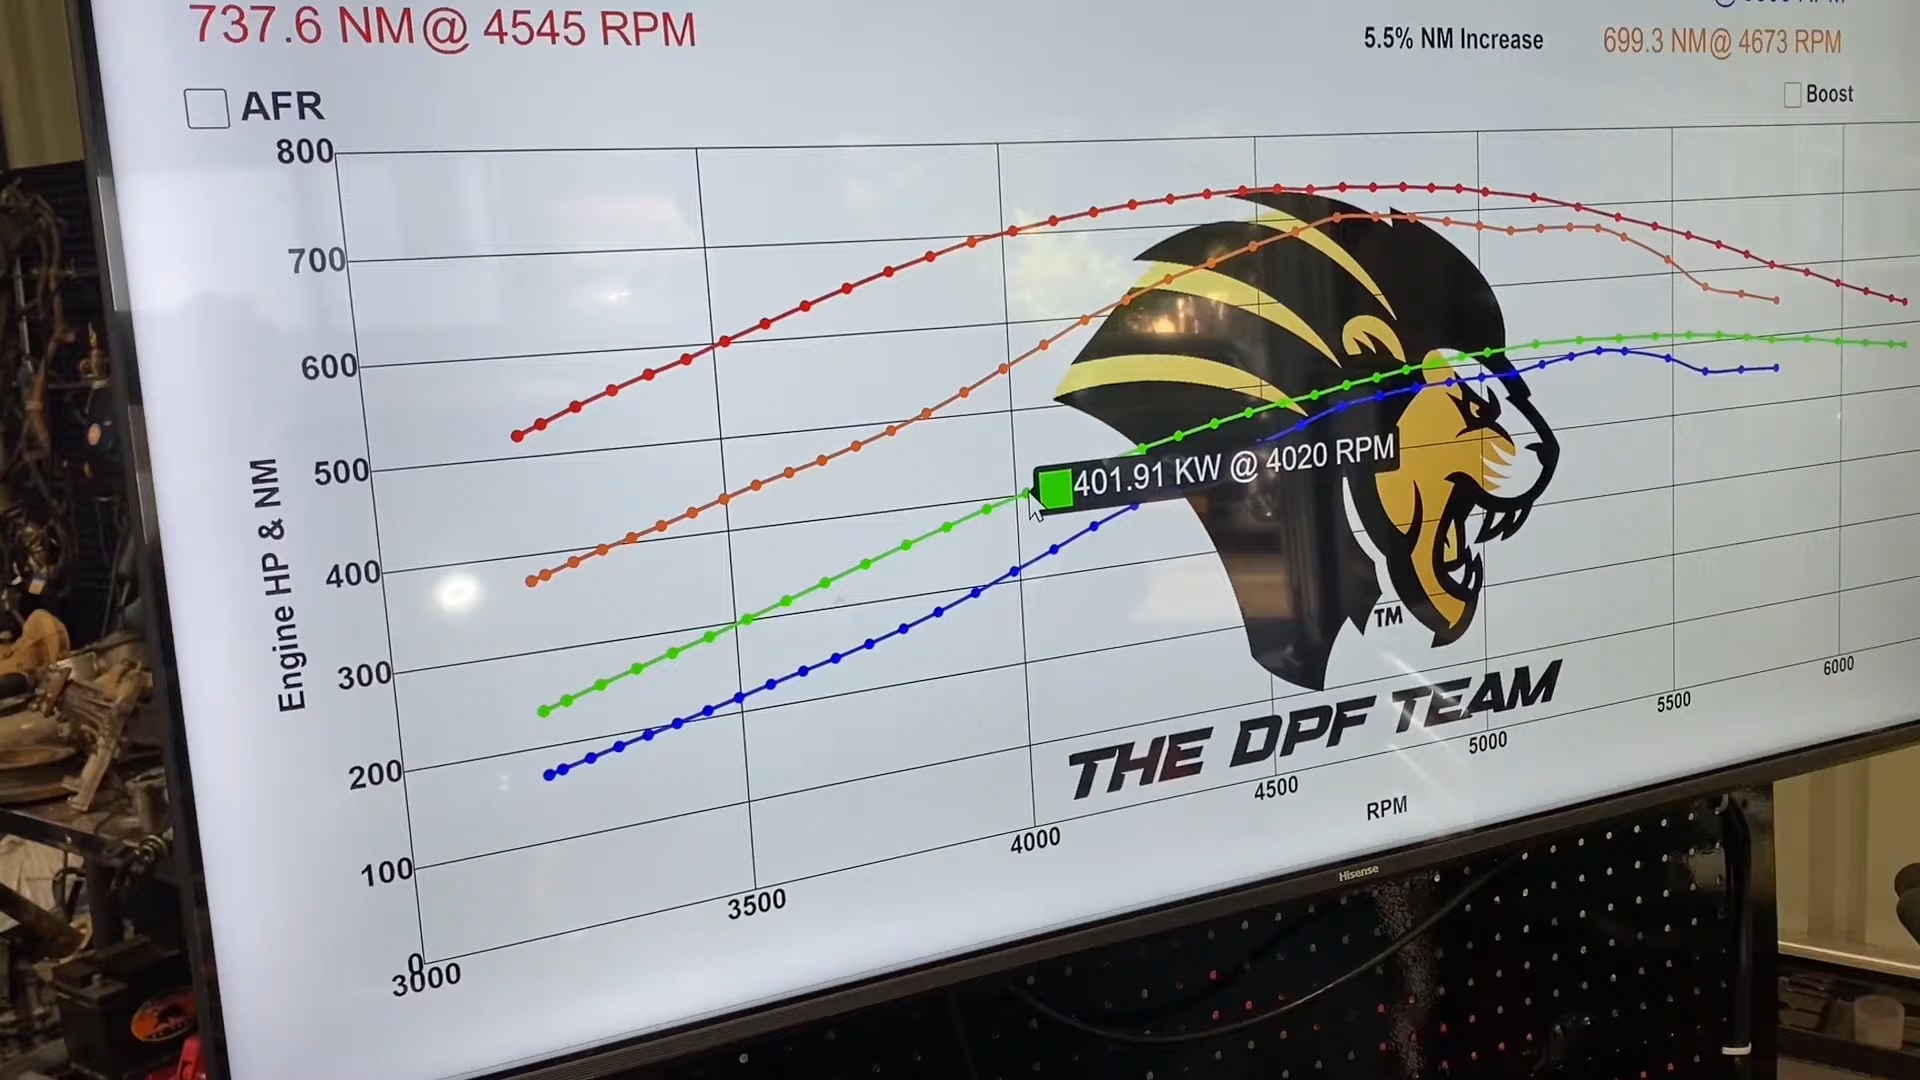 737.6 NM@ 4545 RPM
5.5% NM Increase
699.3 NM@ 4673 RPM
AFR
Boost
800
700
600
500
400
300
200
100
0
Engine HP & NM
401.91 KW @ 4020 RPM
TM
THE DPF TEAM
3000
3500
4000
4500
5000
5500
6000
RPM
Hisense